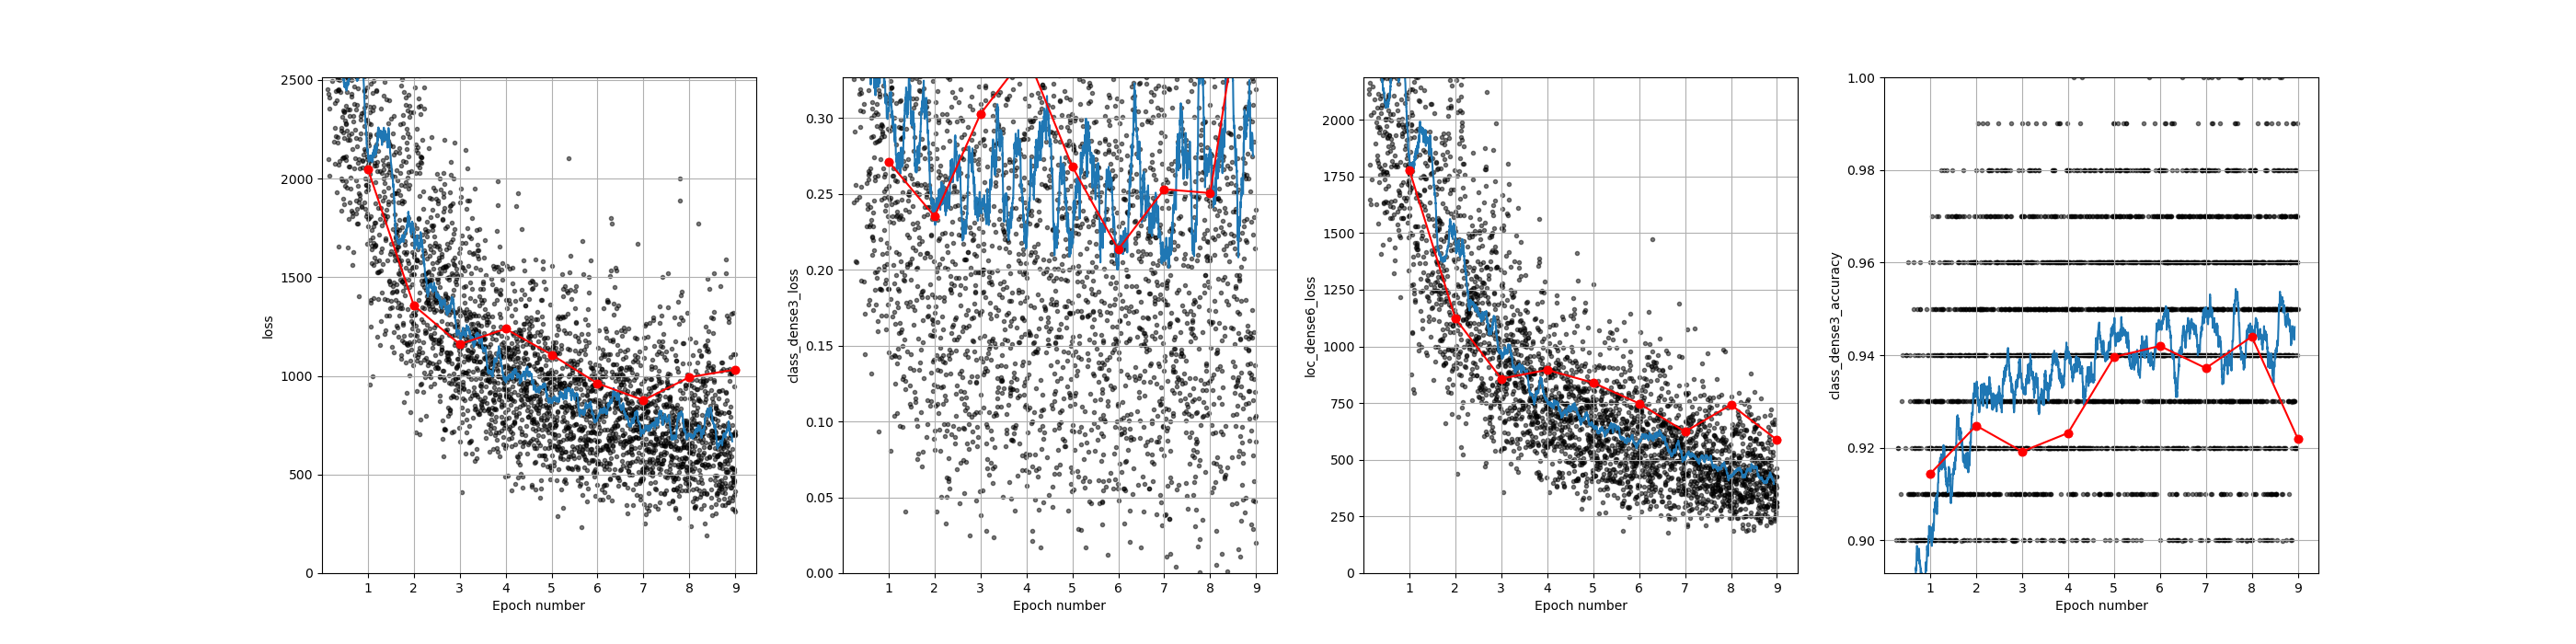 loss
2500
2000
1500
1000
500
0
1 2 3 4 5 6 7 8 9
Epoch number
class_dense3_loss
0.30
0.25
0.20
0.15
0.10
0.05
0.00
1 2 3 4 5 6 7 8 9
Epoch number
loc_dense6_loss
2000
1750
1500
1250
1000
750
500
250
0
1 2 3 4 5 6 7 8 9
Epoch number
class_dense3_accuracy
1.00
0.98
0.96
0.94
0.92
0.90
1 2 3 4 5 6 7 8 9
Epoch number